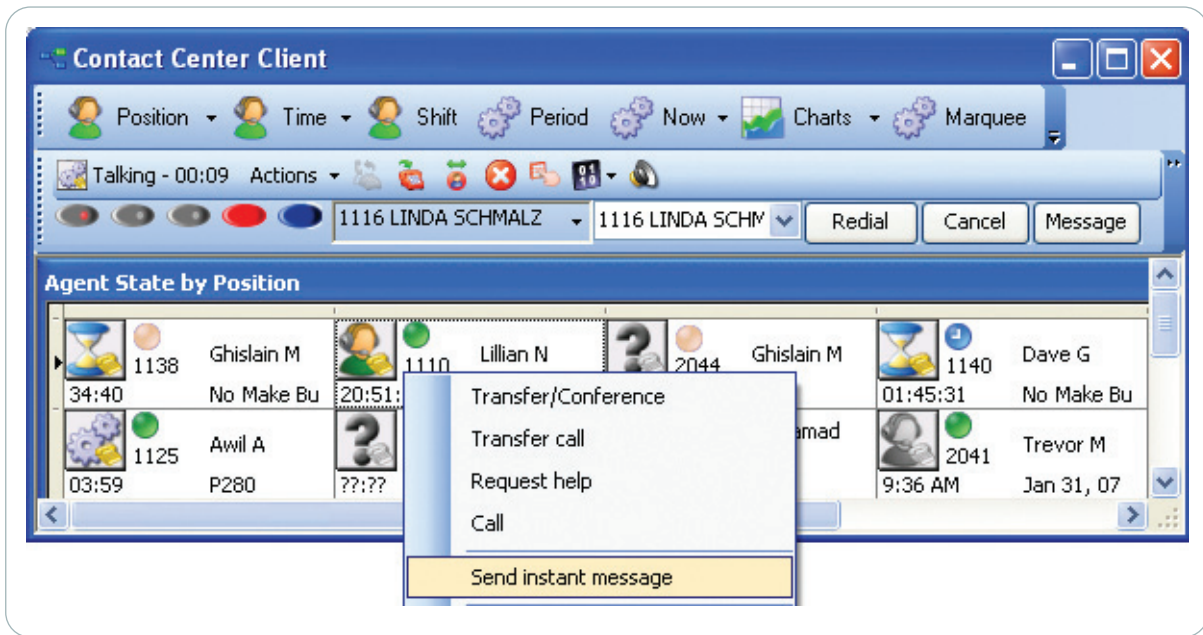 Contact Center Client
Position Time Shift Period Now Charts Marquee
Talking - 00:09 Actions
1116 LINDA SCHMALZ 1116 LINDA SCHM Redial Cancel Message
Agent State by Position
1138 Ghislain M 1110 Lillian N 2044 Ghislain M 1140 Dave G
34:40 No Make Bu 20:51: 01:45:31 No Make Bu
1125 Awil A amad 2041 Trevor M
03:59 P280 ??:?? 9:36 AM Jan 31, 07
Transfer/Conference
Transfer call
Request help
Call
Send instant message